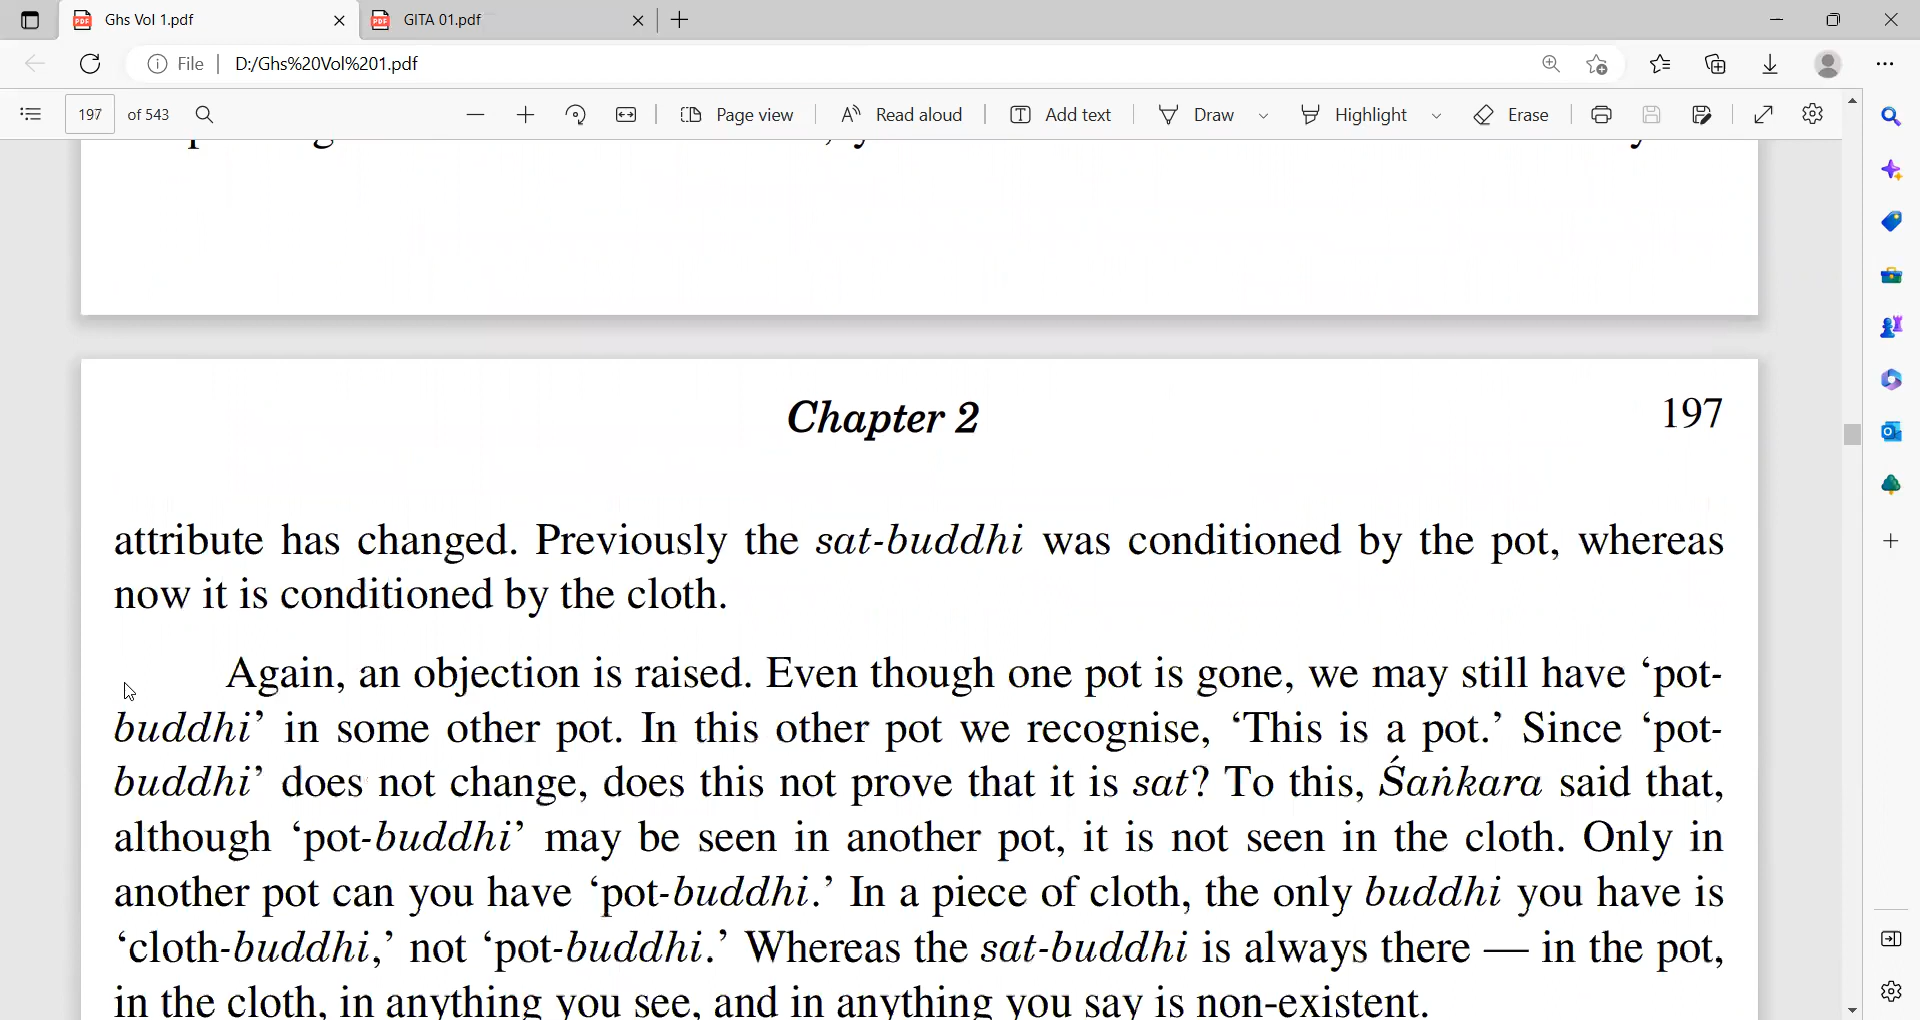 Ghs Vol 1.pdf
GITA 01.pdf
File
D:/Ghs%20Vol%201.pdf
197 of 543
Page view
Read aloud
Add text
Draw
Highlight
Erase
Chapter 2
197
attribute has changed. Previously the sat-buddhi was conditioned by the pot, whereas
now it is conditioned by the cloth.
Again, an objection is raised. Even though one pot is gone, we may still have ‘pot-
buddhi’ in some other pot. In this other pot we recognise, ‘This is a pot.’ Since ‘pot-
buddhi’ does not change, does this not prove that it is sat? To this, Śaṅkara said that,
although ‘pot-buddhi’ may be seen in another pot, it is not seen in the cloth. Only in
another pot can you have ‘pot-buddhi.’ In a piece of cloth, the only buddhi you have is
‘cloth-buddhi,’ not ‘pot-buddhi.’ Whereas the sat-buddhi is always there — in the pot,
in the cloth, in anything you see, and in anything you say is non-existent.